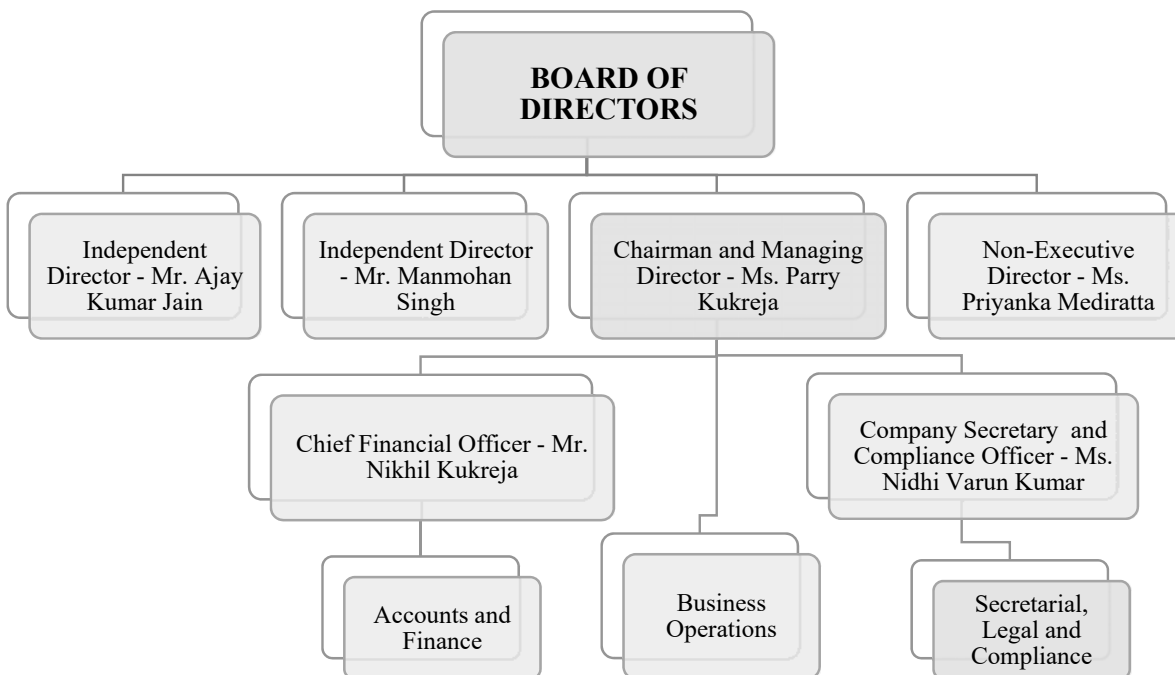 BOARD OF
DIRECTORS
Independent
Director - Mr. Ajay
Kumar Jain
Independent Director
- Mr. Manmohan
Singh
Chairman and Managing
Director - Ms. Parry
Kukreja
Non-Executive
Director - Ms.
Priyanka Mediratta
Chief Financial Officer - Mr.
Nikhil Kukreja
Company Secretary and
Compliance Officer - Ms.
Nidhi Varun Kumar
Accounts and
Finance
Business
Operations
Secretarial,
Legal and
Compliance